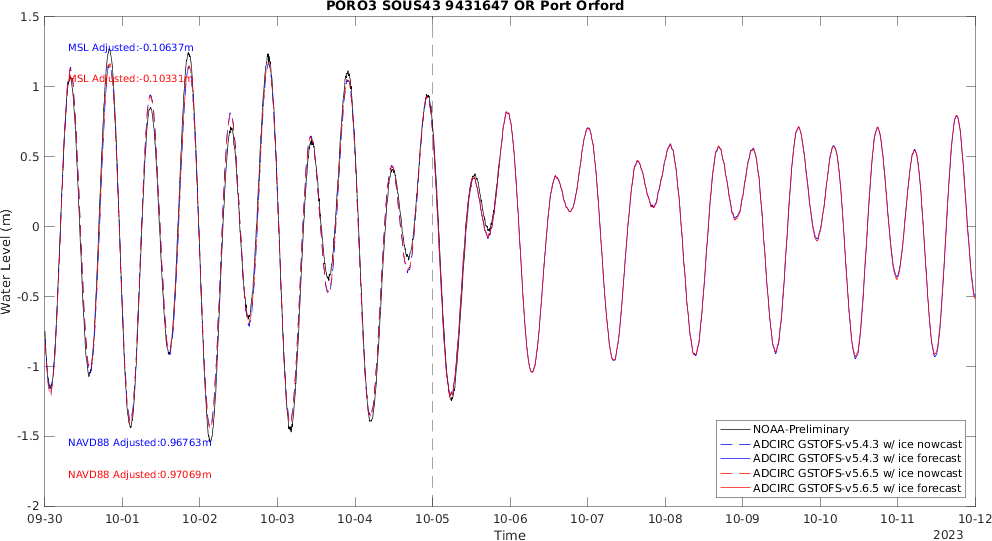 PORO3 SOUS43 9431647 OR Port Orford
1.5
1
0.5
0
-0.5
-1
-1.5
-2
Water Level (m)
MSL Adjusted:-0.10637m
MSL Adjusted:-0.10331m
NAVD88 Adjusted:0.96763m
NAVD88 Adjusted:0.97069m
NOAA-Preliminary
ADCIRC GSTOFS-v5.4.3 w/ ice nowcast
ADCIRC GSTOFS-v5.4.3 w/ ice forecast
ADCIRC GSTOFS-v5.6.5 w/ ice nowcast
ADCIRC GSTOFS-v5.6.5 w/ ice forecast
09-30 10-01 10-02 10-03 10-04 10-05 10-06 10-07 10-08 10-09 10-10 10-11 10-12
Time
2023